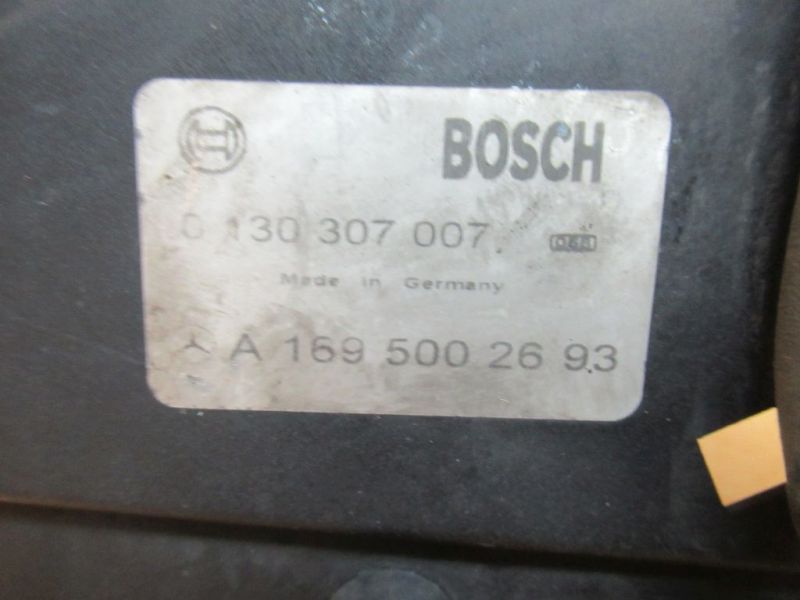 BOSCH
0 130 307 007
Made in Germany
A 169 500 26 93